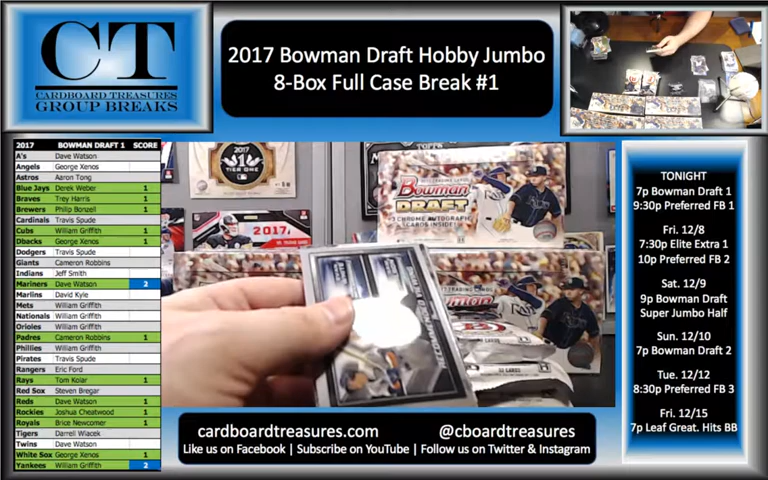 CT
CARDBOARD TREASURES
GROUP BREAKS
2017 Bowman Draft Hobby Jumbo
8-Box Full Case Break #1
2017 BOWMAN DRAFT 1 SCORE
A's Dave Watson
Angels George Xenos
Astros Aaron Tong
Blue Jays Derek Weber 1
Braves Trey Harris 1
Brewers Philip Bonzell 1
Cardinals Travis Spude
Cubs William Griffith 1
Dbacks George Xenos 1
Dodgers Travis Spude
Giants Cameron Robbins
Indians Jeff Smith
Mariners Dave Watson 2
Marlins David Kyle
Mets William Griffith
Nationals William Griffith
Orioles William Griffith
Padres Cameron Robbins 1
Phillies William Griffith
Pirates Travis Spude
Rangers Eric Ford
Rays Tom Kolar 1
Red Sox Steven Bregar
Reds Dave Watson 1
Rockies Joshua Cheatwood 1
Royals Brice Newcomer 1
Tigers Darrell Wiacek
Twins Dave Watson
White Sox George Xenos 1
Yankees William Griffith 2
2017
TIER ONE
2017
TOPPS
Bowman
DRAFT
CHROME AUTOGRAPH
CARDS INSIDE!
TONIGHT
7p Bowman Draft 1
9:30p Preferred FB 1
Fri. 12/8
7:30p Elite Extra 1
10p Preferred FB 2
Sat. 12/9
9p Bowman Draft
Super Jumbo Half
Sun. 12/10
7p Bowman Draft 2
Tue. 12/12
8:30p Preferred FB 3
Fri. 12/15
7p Leaf Great. Hits BB
cardboardtreasures.com @cboardtreasures
Like us on Facebook | Subscribe on YouTube | Follow us on Twitter & Instagram